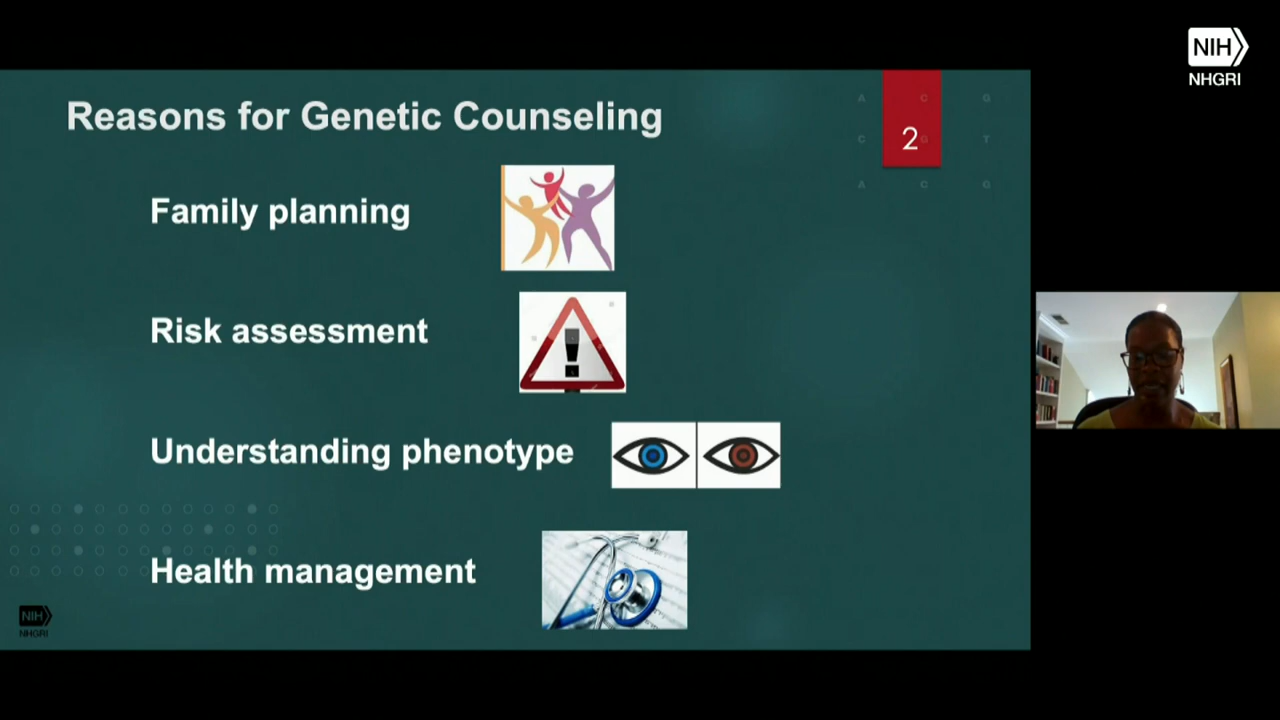 NIH
NHGRI
Reasons for Genetic Counseling
A C G
2
C G T
A C G
Family planning
Risk assessment
Understanding phenotype
Health management
NIH
NHGRI